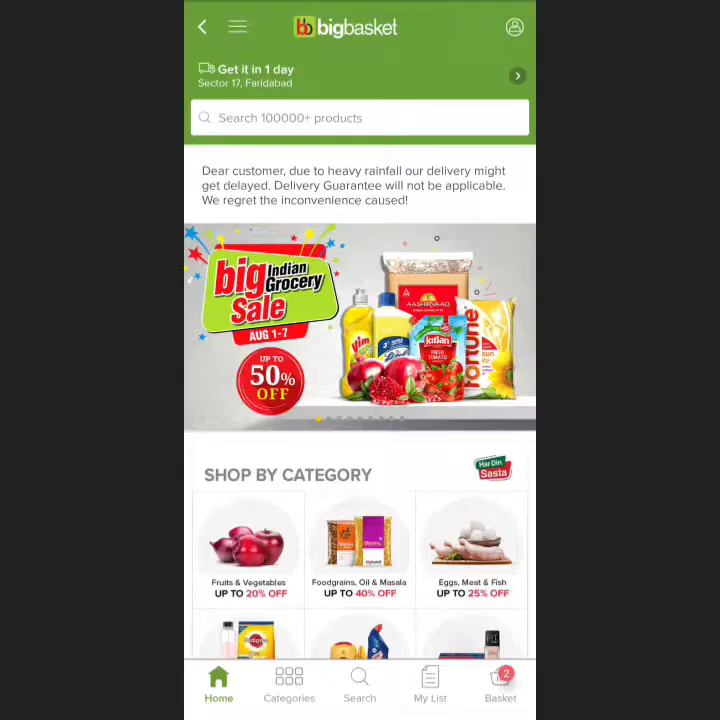 bb bigbasket
Get it in 1 day
Sector 17, Faridabad
Search 100000+ products
Dear customer, due to heavy rainfall our delivery might
get delayed. Delivery Guarantee will not be applicable.
We regret the inconvenience caused!
big Indian
Grocery
Sale
AUG 1-7
UP TO
50%
OFF
AASHIRVAAD
Vim
Kissan
FRESH
TOMATO
fortune
sun
SHOP BY CATEGORY
Har Din
Sasta
Fruits & Vegetables
UP TO 20% OFF
Foodgrains, Oil & Masala
UP TO 40% OFF
Eggs, Meat & Fish
UP TO 25% OFF
Pedigree
2
Home
Categories
Search
My List
Basket